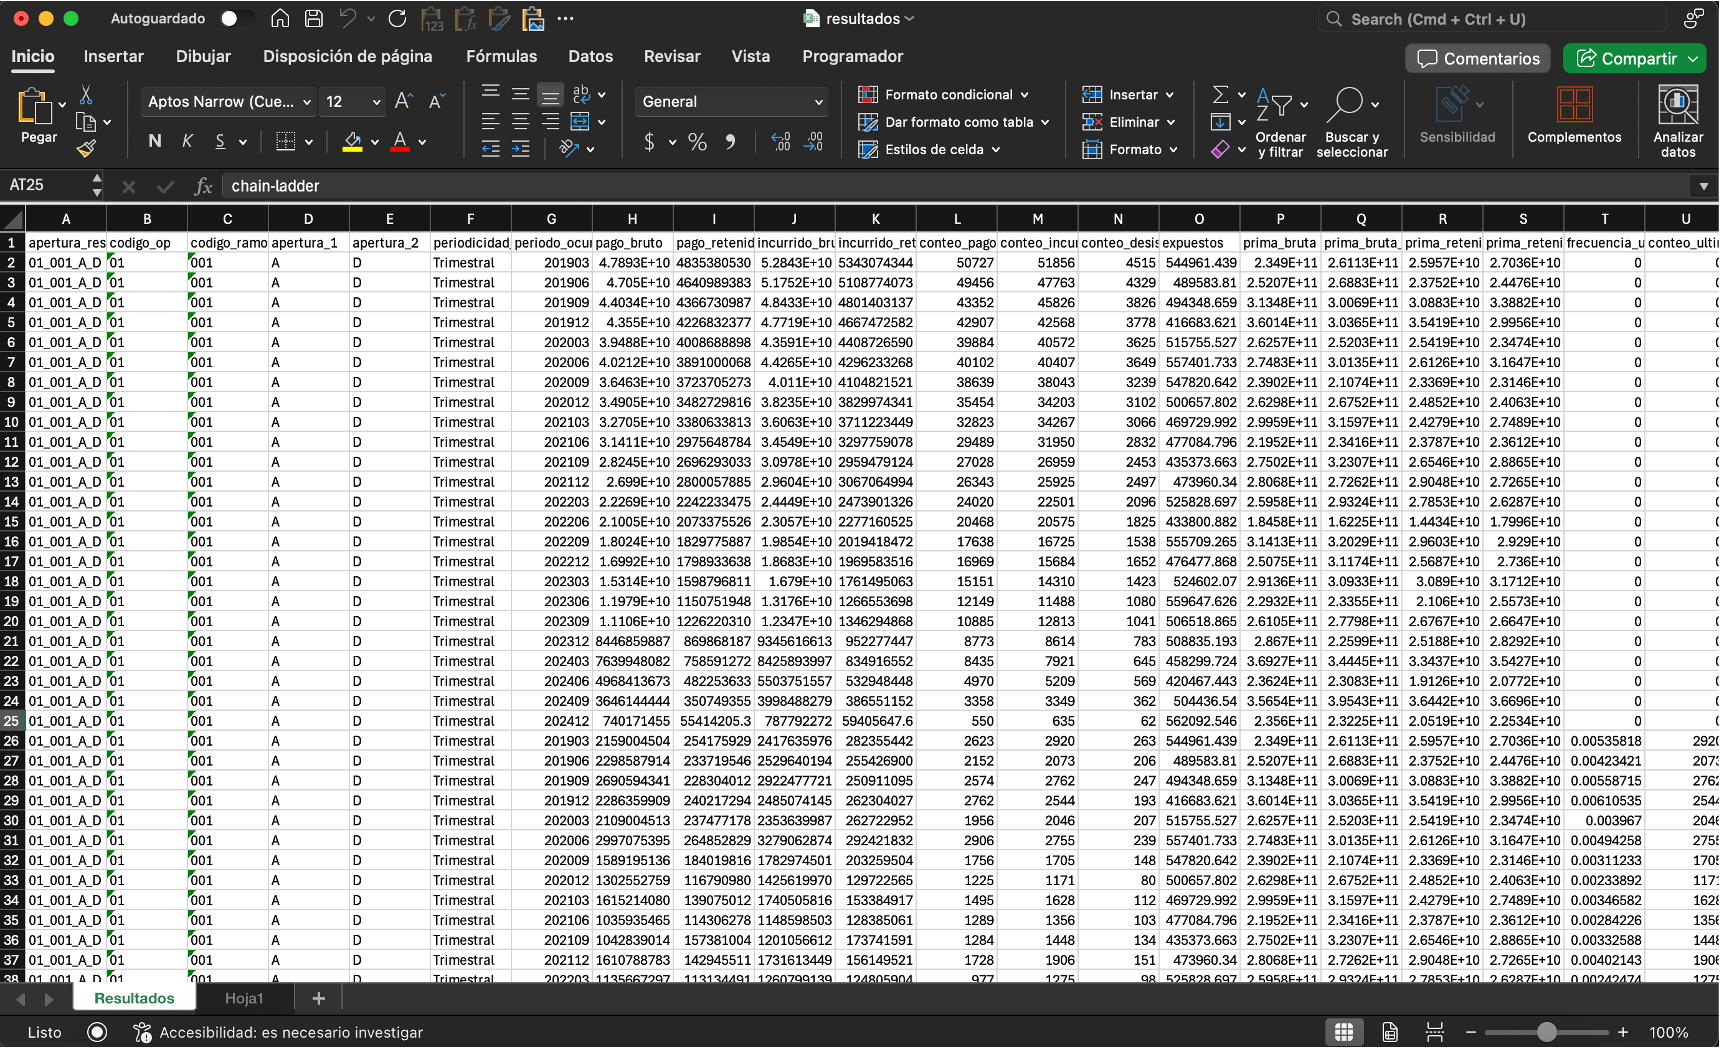 Autoguardado
resultados
Search (Cmd + Ctrl + U)
Inicio Insertar Dibujar Disposición de página Fórmulas Datos Revisar Vista Programador
Comentarios Compartir
Pegar
Aptos Narrow (Cue... 12
N K S
General
$ %
Formato condicional
Dar formato como tabla
Estilos de celda
Insertar
Eliminar
Formato
Ordenar y filtrar
Buscar y seleccionar
Sensibilidad
Complementos
Analizar datos
AT25 fx chain-ladder
A B C D E F G H I J K L M N O P Q R S T U
1 apertura_res codigo_op codigo_ramo apertura_1 apertura_2 periodicidad_ periodo_ocu pago_bruto pago_retenid incurrido_bru incurrido_ret conteo_pago conteo_incur conteo_desis expuestos prima_bruta prima_bruta_ prima_reteni prima_reteni frecuencia_u conteo_ulti
2 01_001_A_D 01 001 A D Trimestral 201903 4.7893E+10 4835380530 5.2843E+10 5343074344 50727 51856 4515 544961.439 2.349E+11 2.6113E+11 2.5957E+10 2.7036E+10 0
3 01_001_A_D 01 001 A D Trimestral 201906 4.705E+10 4640989383 5.1752E+10 5108774073 49456 47763 4329 489583.81 2.5207E+11 2.6883E+11 2.3752E+10 2.4476E+10 0
4 01_001_A_D 01 001 A D Trimestral 201909 4.4034E+10 4366730987 4.8433E+10 4801403137 43352 45826 3826 494348.659 3.1348E+11 3.0069E+11 3.0883E+10 3.3882E+10 0
5 01_001_A_D 01 001 A D Trimestral 201912 4.355E+10 4226832377 4.7719E+10 4667472582 42907 42568 3778 416683.621 3.6014E+11 3.0365E+11 3.5419E+10 2.9956E+10 0
6 01_001_A_D 01 001 A D Trimestral 202003 3.9488E+10 4008688898 4.3591E+10 4408726590 39884 40572 3625 515755.527 2.6257E+11 2.5203E+11 2.5419E+10 2.3474E+10 0
7 01_001_A_D 01 001 A D Trimestral 202006 4.0212E+10 3891000068 4.4265E+10 4296233268 40102 40407 3649 557401.733 2.7483E+11 3.0135E+11 2.6126E+10 3.1647E+10 0
8 01_001_A_D 01 001 A D Trimestral 202009 3.6463E+10 3723705273 4.011E+10 4104821521 38639 38043 3239 547820.642 2.3902E+11 2.1074E+11 2.3369E+10 2.3146E+10 0
9 01_001_A_D 01 001 A D Trimestral 202012 3.4905E+10 3482729816 3.8235E+10 3829974341 35454 34203 3102 500657.802 2.6298E+11 2.6752E+11 2.4852E+10 2.4063E+10 0
10 01_001_A_D 01 001 A D Trimestral 202103 3.2705E+10 3380633813 3.6063E+10 3711223449 32823 34267 3066 469729.992 2.9959E+11 3.1597E+11 2.4279E+10 2.7489E+10 0
11 01_001_A_D 01 001 A D Trimestral 202106 3.1411E+10 2975648784 3.4549E+10 3297759078 29489 31950 2832 477084.796 2.1952E+11 2.3416E+11 2.3787E+10 2.3612E+10 0
12 01_001_A_D 01 001 A D Trimestral 202109 2.8245E+10 2696293033 3.0978E+10 2959479124 27028 26959 2453 435373.663 2.7502E+11 3.2307E+11 2.6546E+10 2.8865E+10 0
13 01_001_A_D 01 001 A D Trimestral 202112 2.699E+10 2800057885 2.9604E+10 3067064994 26343 25925 2497 473960.34 2.8068E+11 2.7262E+11 2.9048E+10 2.7265E+10 0
14 01_001_A_D 01 001 A D Trimestral 202203 2.2269E+10 2242233475 2.4449E+10 2473901326 24020 22501 2096 525828.697 2.5958E+11 2.9324E+11 2.7853E+10 2.6287E+10 0
15 01_001_A_D 01 001 A D Trimestral 202206 2.1005E+10 2073375526 2.3057E+10 2277160525 20468 20575 1825 433800.882 1.8458E+11 1.6225E+11 1.4434E+10 1.7996E+10 0
16 01_001_A_D 01 001 A D Trimestral 202209 1.8024E+10 1829775887 1.9854E+10 2019418472 17638 16725 1538 555709.265 3.1413E+11 3.2029E+11 2.9603E+10 2.929E+10 0
17 01_001_A_D 01 001 A D Trimestral 202212 1.6992E+10 1798933638 1.8683E+10 1969583516 16969 15684 1652 476477.868 2.5075E+11 3.1174E+11 2.5687E+10 2.736E+10 0
18 01_001_A_D 01 001 A D Trimestral 202303 1.5314E+10 1598796811 1.679E+10 1761495063 15151 14310 1423 524602.07 2.9136E+11 3.0933E+11 3.089E+10 3.1712E+10 0
19 01_001_A_D 01 001 A D Trimestral 202306 1.1979E+10 1150751948 1.3176E+10 1266553698 12149 11488 1080 559647.626 2.2932E+11 2.3355E+11 2.106E+10 2.5573E+10 0
20 01_001_A_D 01 001 A D Trimestral 202309 1.1106E+10 1226220310 1.2347E+10 1346294868 10885 12813 1041 506518.865 2.6105E+11 2.7798E+11 2.6767E+10 2.6647E+10 0
21 01_001_A_D 01 001 A D Trimestral 202312 8446859887 869868187 9345616613 952277447 8773 8614 783 508835.193 2.867E+11 2.2599E+11 2.5188E+10 2.8292E+10 0
22 01_001_A_D 01 001 A D Trimestral 202403 7639948082 758591272 8425893997 834916552 8435 7921 645 458299.724 3.6927E+11 3.4445E+11 3.3437E+10 3.5427E+10 0
23 01_001_A_D 01 001 A D Trimestral 202406 4968413673 482253633 5503751557 532948448 4970 5209 569 420467.443 2.3624E+11 2.3083E+11 1.9126E+10 2.0772E+10 0
24 01_001_A_D 01 001 A D Trimestral 202409 3646144444 350749355 3998488279 386551152 3358 3349 362 504436.54 3.5654E+11 3.9543E+11 3.6442E+10 3.6696E+10 0
25 01_001_A_D 01 001 A D Trimestral 202412 740171455 55414205.3 787792272 59405647.6 550 635 62 562092.546 2.356E+11 2.3225E+11 2.0519E+10 2.2534E+10 0
26 01_001_A_D 01 001 A D Trimestral 201903 2159004504 254175929 2417635976 282355442 2623 2920 263 544961.439 2.349E+11 2.6113E+11 2.5957E+10 2.7036E+10 0.00535818 2920
27 01_001_A_D 01 001 A D Trimestral 201906 2298587914 233719546 2529640194 255426900 2152 2073 206 489583.81 2.5207E+11 2.6883E+11 2.3752E+10 2.4476E+10 0.00423421 2073
28 01_001_A_D 01 001 A D Trimestral 201909 2690594341 228304012 2922477721 250911095 2574 2762 247 494348.659 3.1348E+11 3.0069E+11 3.0883E+10 3.3882E+10 0.00558715 2762
29 01_001_A_D 01 001 A D Trimestral 201912 2286359909 240217294 2485074145 262304027 2762 2544 193 416683.621 3.6014E+11 3.0365E+11 3.5419E+10 2.9956E+10 0.00610535 2544
30 01_001_A_D 01 001 A D Trimestral 202003 2109004513 237477178 2353639987 262722952 1956 2046 207 515755.527 2.6257E+11 2.5203E+11 2.5419E+10 2.3474E+10 0.003967 2046
31 01_001_A_D 01 001 A D Trimestral 202006 2997075395 264852829 3279062874 292421832 2906 2755 239 557401.733 2.7483E+11 3.0135E+11 2.6126E+10 3.1647E+10 0.00494258 2755
32 01_001_A_D 01 001 A D Trimestral 202009 1589195136 184019816 1782974501 203259504 1756 1705 148 547820.642 2.3902E+11 2.1074E+11 2.3369E+10 2.3146E+10 0.00311233 1705
33 01_001_A_D 01 001 A D Trimestral 202012 1302552759 116790980 1425619970 129722565 1225 1171 80 500657.802 2.6298E+11 2.6752E+11 2.4852E+10 2.4063E+10 0.00233892 1171
34 01_001_A_D 01 001 A D Trimestral 202103 1615214080 139075012 1740505816 153384917 1495 1628 112 469729.992 2.9959E+11 3.1597E+11 2.4279E+10 2.7489E+10 0.00346582 1628
35 01_001_A_D 01 001 A D Trimestral 202106 1035935465 114306278 1148598503 128385061 1289 1356 103 477084.796 2.1952E+11 2.3416E+11 2.3787E+10 2.3612E+10 0.00284226 1356
36 01_001_A_D 01 001 A D Trimestral 202109 1042839014 157381004 1201056612 173741591 1284 1448 134 435373.663 2.7502E+11 3.2307E+11 2.6546E+10 2.8865E+10 0.00332588 1448
37 01_001_A_D 01 001 A D Trimestral 202112 1610788783 142945511 1731613449 156149521 1728 1906 151 473960.34 2.8068E+11 2.7262E+11 2.9048E+10 2.7265E+10 0.00402143 1906
38 01_001_A_D 01 001 A D Trimestral 202203 1135667297 113134491 1260799139 124805904 977 1275 98 525828.697 2.5958E+11 2.9324E+11 2.7853E+10 2.6287E+10 0.00242474 1275
Resultados Hoja1 +
Listo Accesibilidad: es necesario investigar 100%